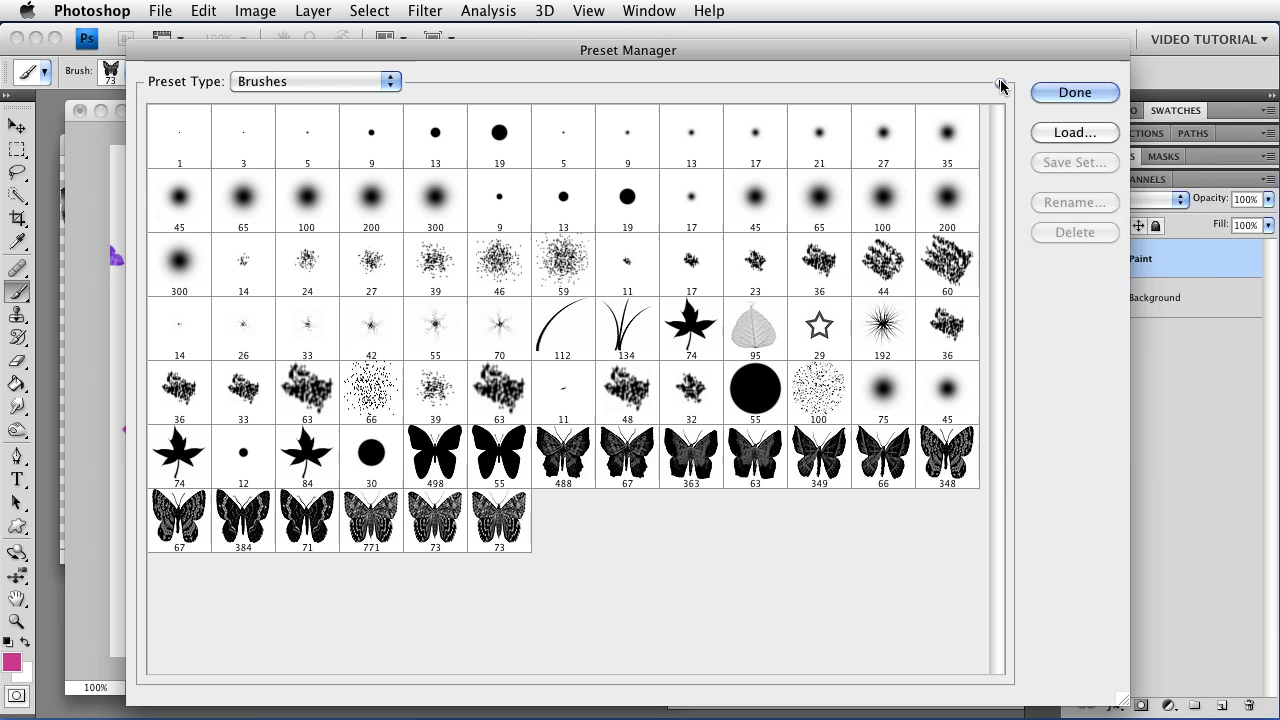 Photoshop File Edit Image Layer Select Filter Analysis 3D View Window Help
Ps 100% VIDEO TUTORIAL
Preset Manager
Brush: 73
Preset Type: Brushes
Done
Load...
Save Set...
Rename...
Delete
1 3 5 9 13 19 5 9 13 17 21 27 35
45 65 100 200 300 9 13 19 17 45 65 100 200
300 14 24 27 39 46 59 11 17 23 36 44 60
14 26 33 42 55 70 112 134 74 95 29 192 36
36 33 63 66 39 63 11 48 32 55 100 75 45
74 12 84 30 498 55 488 67 363 63 349 66 348
67 384 71 771 73 73
SWATCHES
PATHS
MASKS
Opacity: 100%
Fill: 100%
Paint
Background
100%